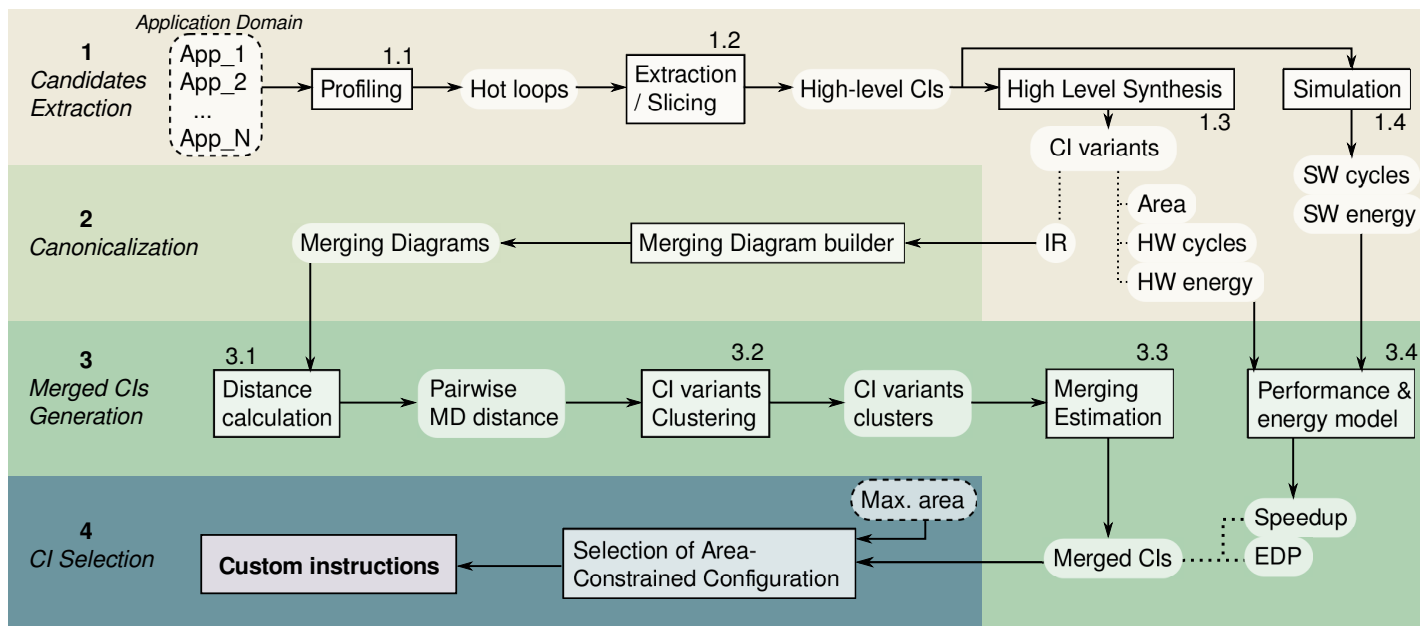 Application Domain
1
Candidates
Extraction
App_1
App_2
...
App_N
1.1
Profiling
Hot loops
1.2
Extraction
/ Slicing
High-level CIs
High Level Synthesis
1.3
Simulation
1.4
CI variants
SW cycles
SW energy
Area
HW cycles
HW energy
IR
2
Canonicalization
Merging Diagrams
Merging Diagram builder
3
Merged CIs
Generation
3.1
Distance
calculation
Pairwise
MD distance
3.2
CI variants
Clustering
CI variants
clusters
3.3
Merging
Estimation
3.4
Performance &
energy model
4
CI Selection
Custom instructions
Max. area
Selection of Area-
Constrained Configuration
Merged CIs
Speedup
EDP